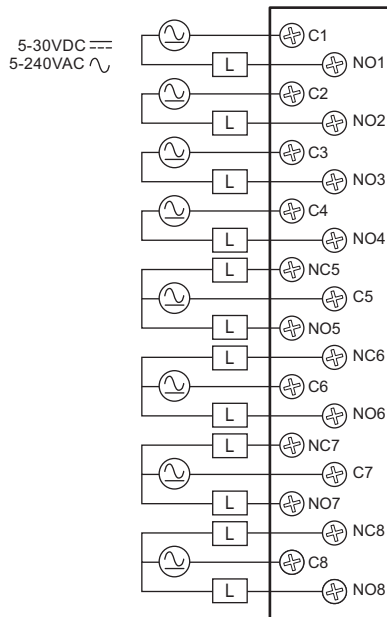 C1
5-30VDC
5-240VAC
L
NO1
C2
L
NO2
C3
L
NO3
C4
L
NO4
L
NC5
C5
L
NO5
L
NC6
C6
L
NO6
L
NC7
C7
L
NO7
L
NC8
C8
L
NO8